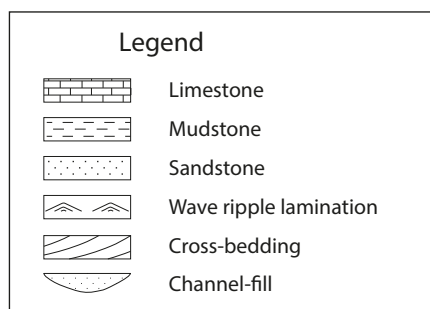 Legend
Limestone
Mudstone
Sandstone
Wave ripple lamination
Cross-bedding
Channel-fill